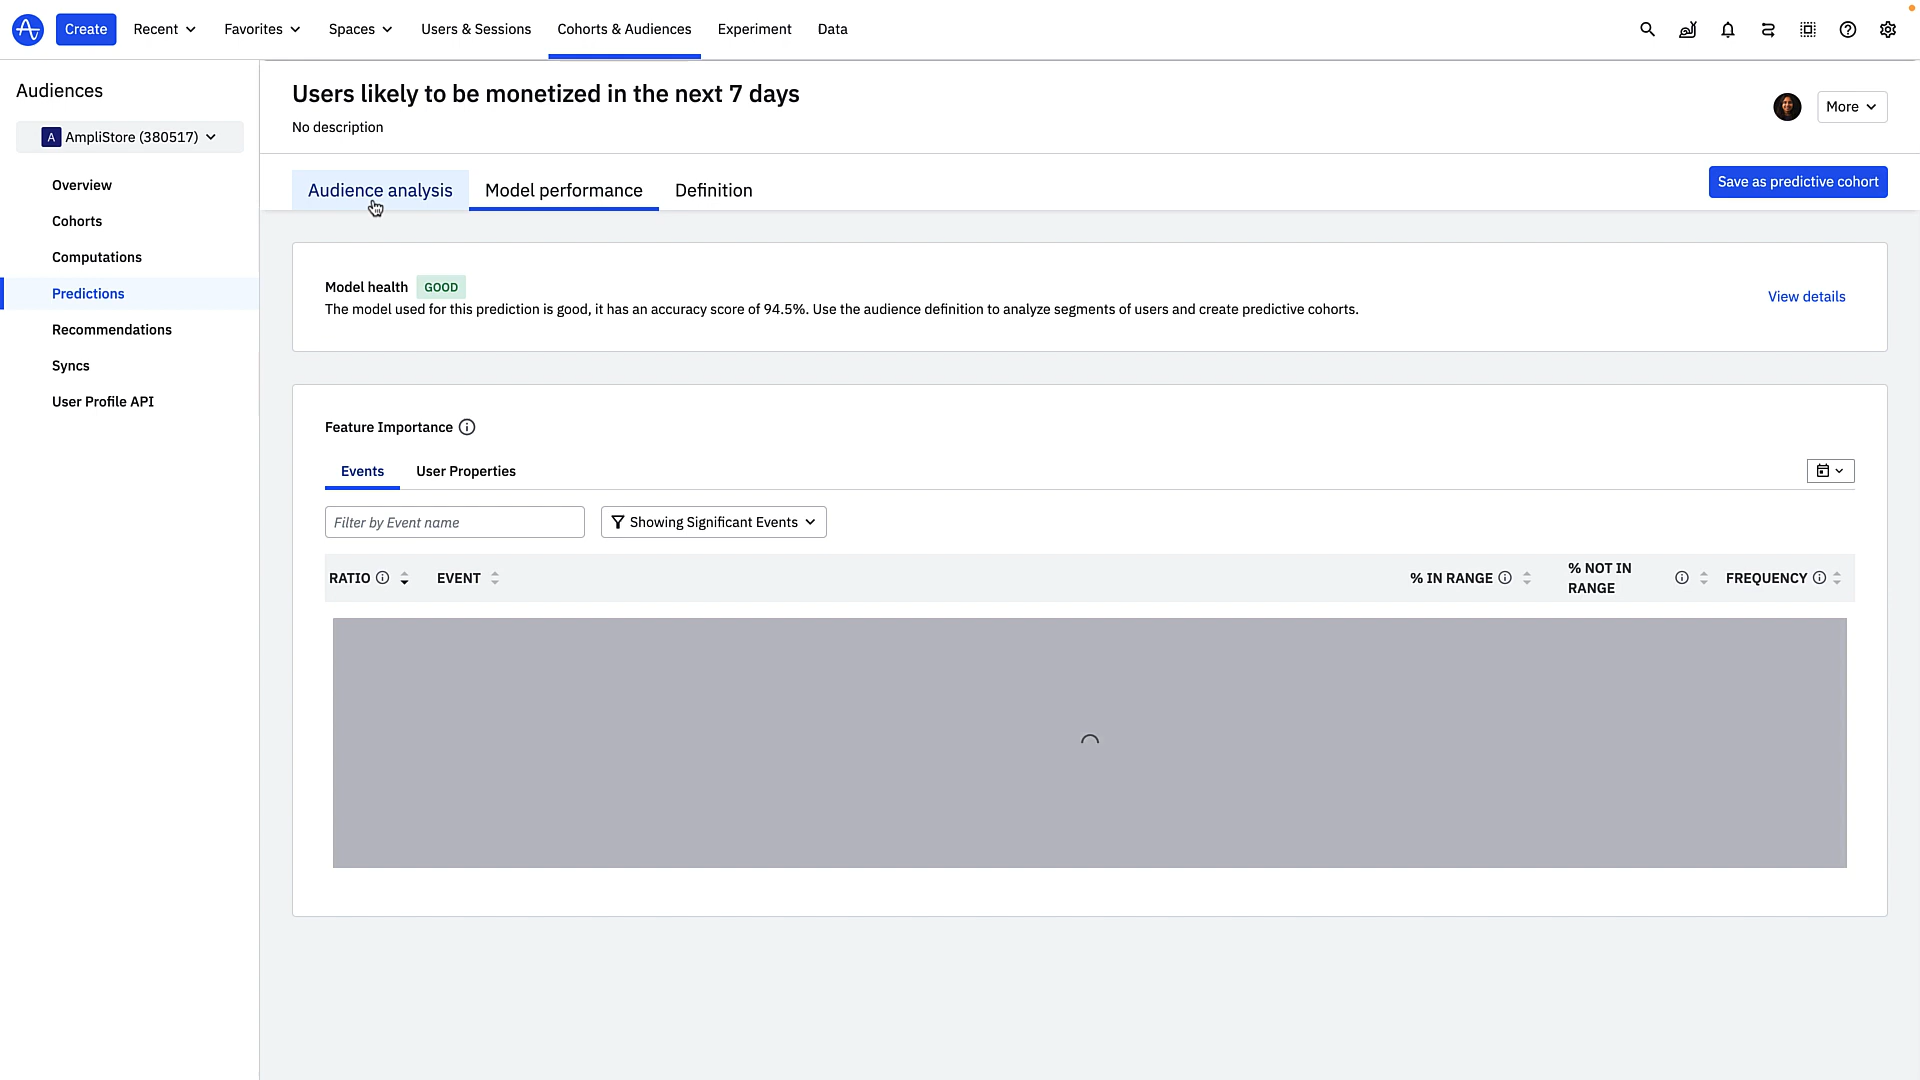 Create Recent Favorites Spaces Users & Sessions Cohorts & Audiences Experiment Data
Audiences
A AmpliStore (380517)
Overview
Cohorts
Computations
Predictions
Recommendations
Syncs
User Profile API
Users likely to be monetized in the next 7 days
No description
More
Audience analysis Model performance Definition
Save as predictive cohort
Model health GOOD
The model used for this prediction is good, it has an accuracy score of 94.5%. Use the audience definition to analyze segments of users and create predictive cohorts.
View details
Feature Importance
Events User Properties
Filter by Event name Showing Significant Events
RATIO EVENT % IN RANGE % NOT IN RANGE FREQUENCY